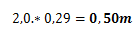 2,0.∗ 0,29 = 0,50m